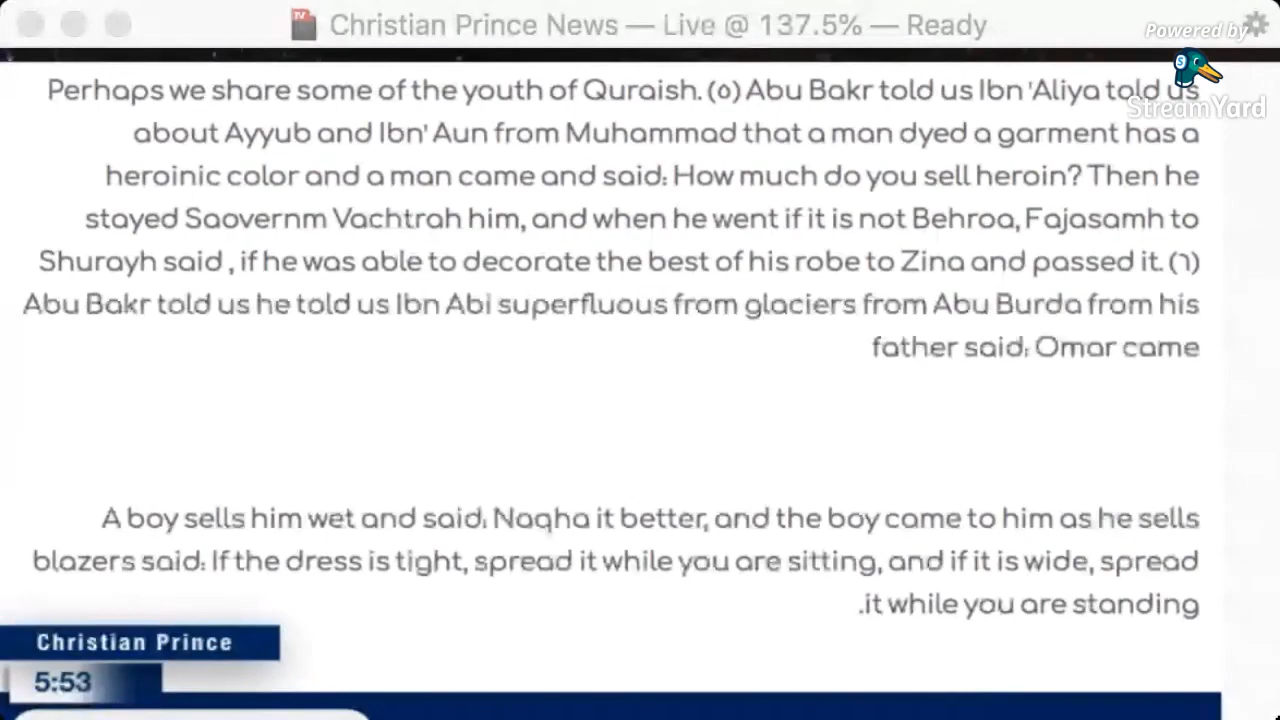 Christian Prince News — Live @ 137.5% — Ready
Powered by
StreamYard
Perhaps we share some of the youth of Quraish. (٥) Abu Bakr told us Ibn 'Aliya told us
about Ayyub and Ibn' Aun from Muhammad that a man dyed a garment has a
heroinic color and a man came and said: How much do you sell heroin? Then he
stayed Saovernm Vachtrah him, and when he went if it is not Behroa, Fajasamh to
Shurayh said , if he was able to decorate the best of his robe to Zina and passed it. (٦)
Abu Bakr told us he told us Ibn Abi superfluous from glaciers from Abu Burda from his
father said: Omar came
A boy sells him wet and said: Naqha it better, and the boy came to him as he sells
blazers said: If the dress is tight, spread it while you are sitting, and if it is wide, spread
.it while you are standing
Christian Prince
5:53